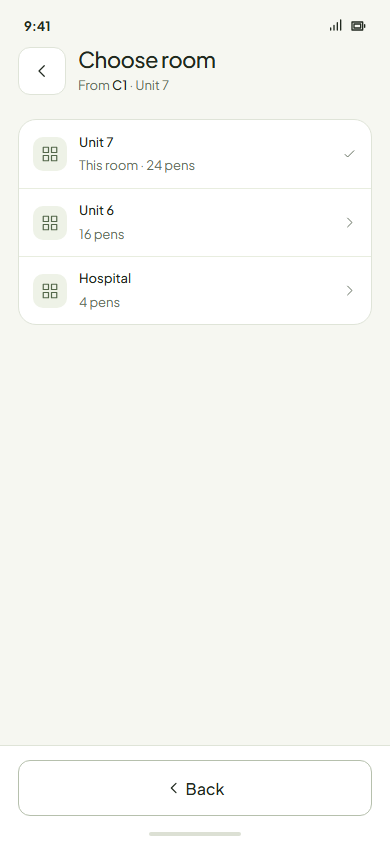 9:41
Choose room
From C1 · Unit 7
Unit 7
This room · 24 pens
Unit 6
16 pens
Hospital
4 pens
Back